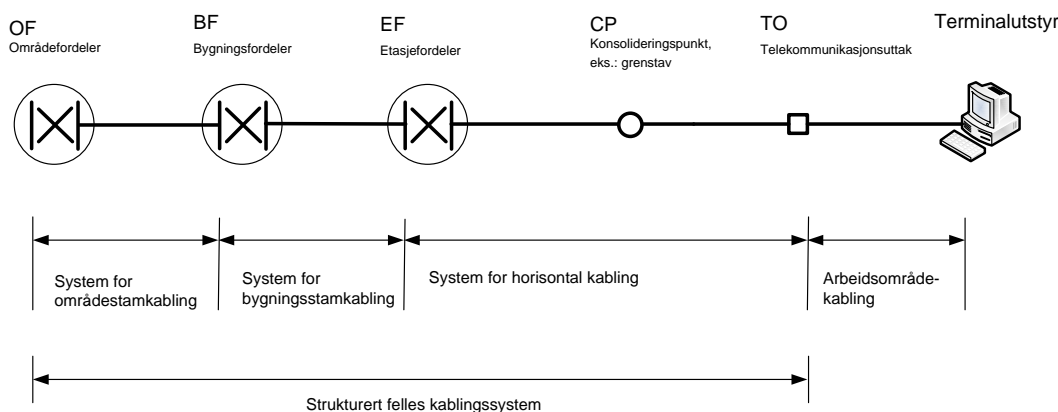 OF
Områdefordeler
BF
Bygningsfordeler
EF
Etasjefordeler
CP
Konsolideringspunkt,
eks.: grenstav
TO
Telekommunikasjonsuttak
Terminalutstyr
System for
områdestamkabling
System for
bygningsstamkabling
System for horisontal kabling
Arbeidsområde-
kabling
Strukturert felles kablingssystem